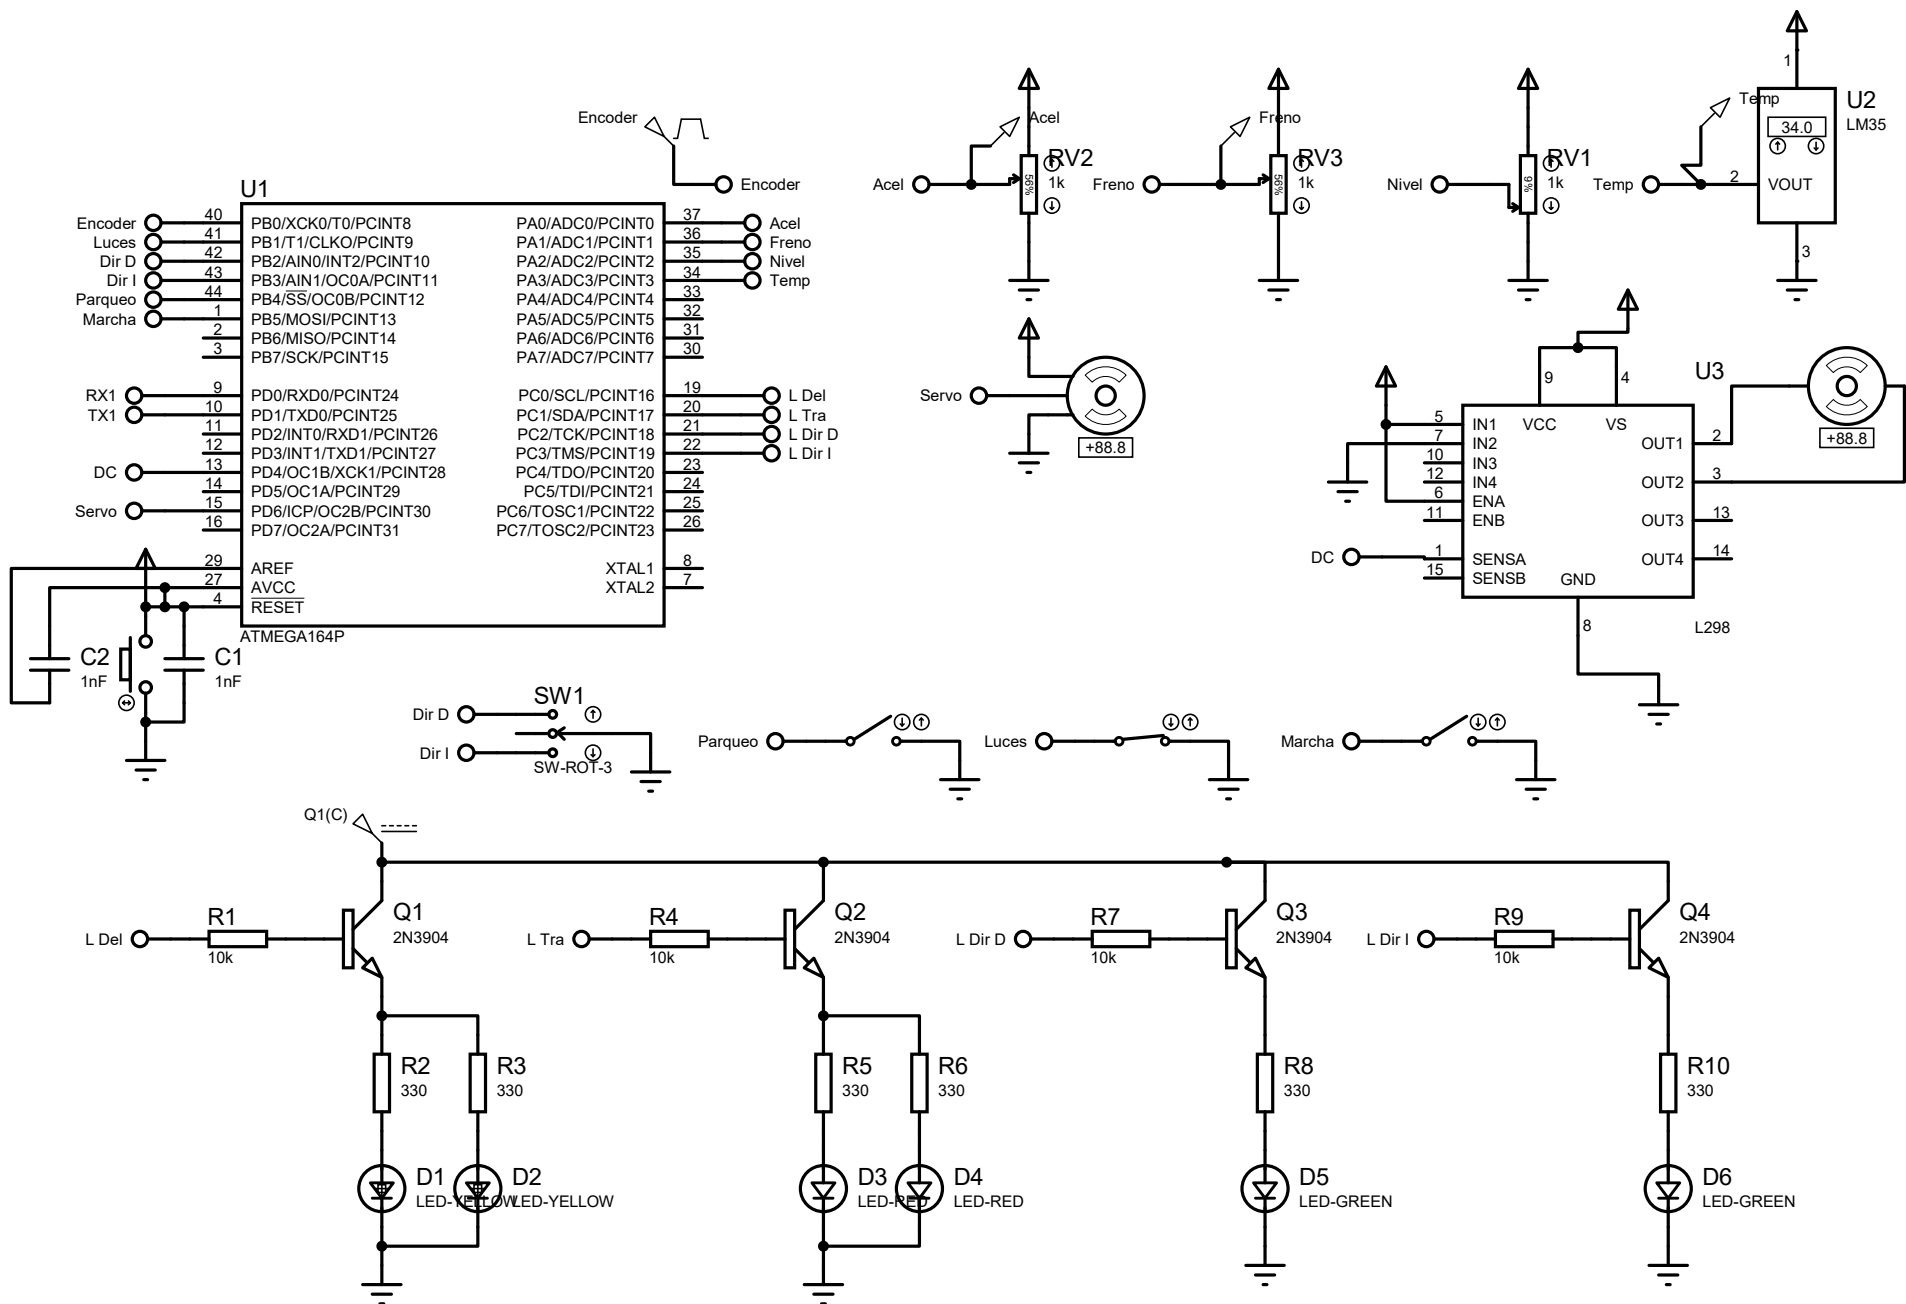 Encoder
Encoder
U1
Encoder 40 PB0/XCK0/T0/PCINT8 PA0/ADC0/PCINT0 37 Acel
Luces 41 PB1/T1/CLKO/PCINT9 PA1/ADC1/PCINT1 36 Freno
Dir D 42 PB2/AIN0/INT2/PCINT10 PA2/ADC2/PCINT2 35 Nivel
Dir I 43 PB3/AIN1/OC0A/PCINT11 PA3/ADC3/PCINT3 34 Temp
Parqueo 44 PB4/SS/OC0B/PCINT12 PA4/ADC4/PCINT4 33
Marcha 1 PB5/MOSI/PCINT13 PA5/ADC5/PCINT5 32
2 PB6/MISO/PCINT14 PA6/ADC6/PCINT6 31
3 PB7/SCK/PCINT15 PA7/ADC7/PCINT7 30
RX1 9 PD0/RXD0/PCINT24 PC0/SCL/PCINT16 19 L Del
TX1 10 PD1/TXD0/PCINT25 PC1/SDA/PCINT17 20 L Tra
11 PD2/INT0/RXD1/PCINT26 PC2/TCK/PCINT18 21 L Dir D
12 PD3/INT1/TXD1/PCINT27 PC3/TMS/PCINT19 22 L Dir I
DC 13 PD4/OC1B/XCK1/PCINT28 PC4/TDO/PCINT20 23
14 PD5/OC1A/PCINT29 PC5/TDI/PCINT21 24
Servo 15 PD6/ICP/OC2B/PCINT30 PC6/TOSC1/PCINT22 25
16 PD7/OC2A/PCINT31 PC7/TOSC2/PCINT23 26
29 AREF XTAL1 8
27 AVCC XTAL2 7
4 RESET
ATMEGA164P
C2
1nF
C1
1nF
Acel
Acel
RV2
1k
56%
Freno
Freno
RV3
1k
56%
Nivel
RV1
1k
9%
Temp
Temp
1
U2
LM35
34.0
2 VOUT
3
Servo
+88.8
U3
9 4
VCC VS
5 IN1
7 IN2 OUT1 2
10 IN3
12 IN4 OUT2 3
6 ENA
11 ENB OUT3 13
DC 1 SENSA OUT4 14
15 SENSB GND
8
L298
+88.8
SW1
Dir D
Dir I
SW-ROT-3
Parqueo
Luces
Marcha
Q1(C)
L Del
R1
10k
Q1
2N3904
L Tra
R4
10k
Q2
2N3904
L Dir D
R7
10k
Q3
2N3904
L Dir I
R9
10k
Q4
2N3904
R2
330
R3
330
R5
330
R6
330
R8
330
R10
330
D1
LED-YELLOW
D2
LED-YELLOW
D3
LED-RED
D4
LED-RED
D5
LED-GREEN
D6
LED-GREEN